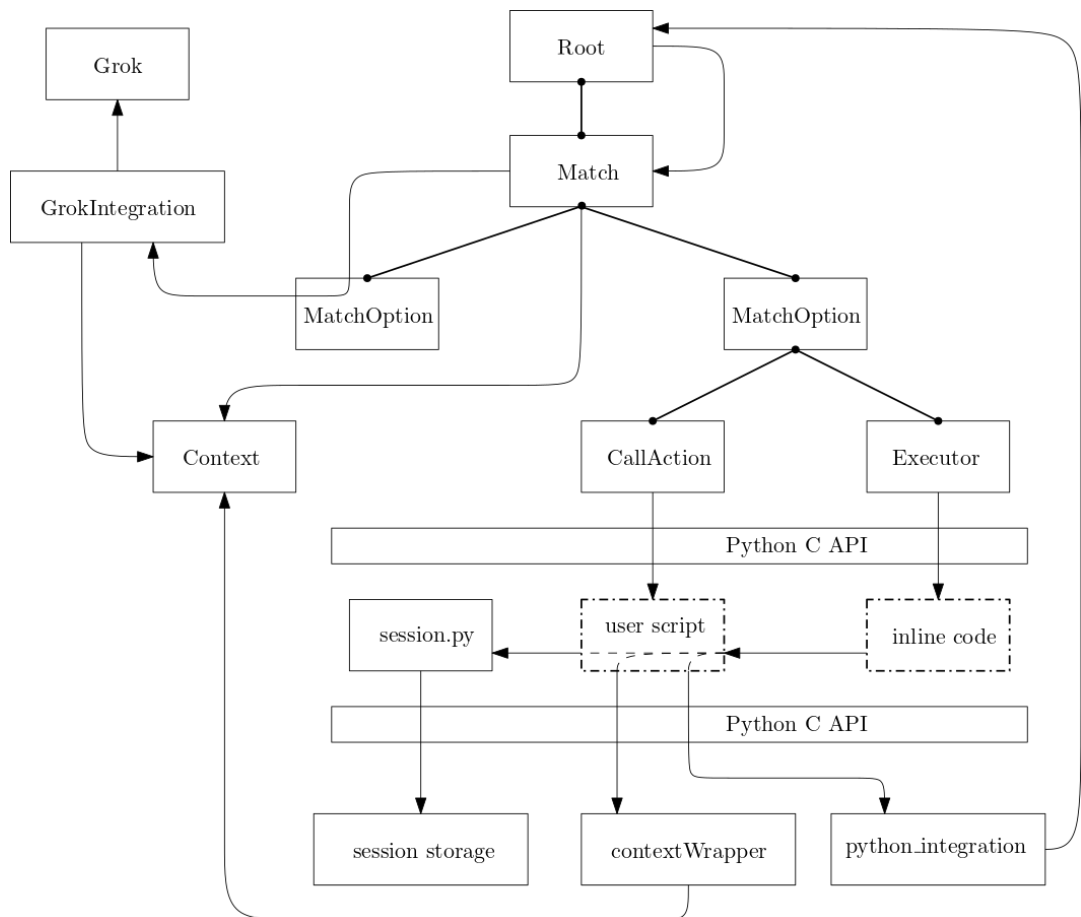 Root
Grok
Match
GrokIntegration
MatchOption
MatchOption
Context
CallAction
Executor
Python C API
session.py
user script
inline code
Python C API
session storage
contextWrapper
python_integration